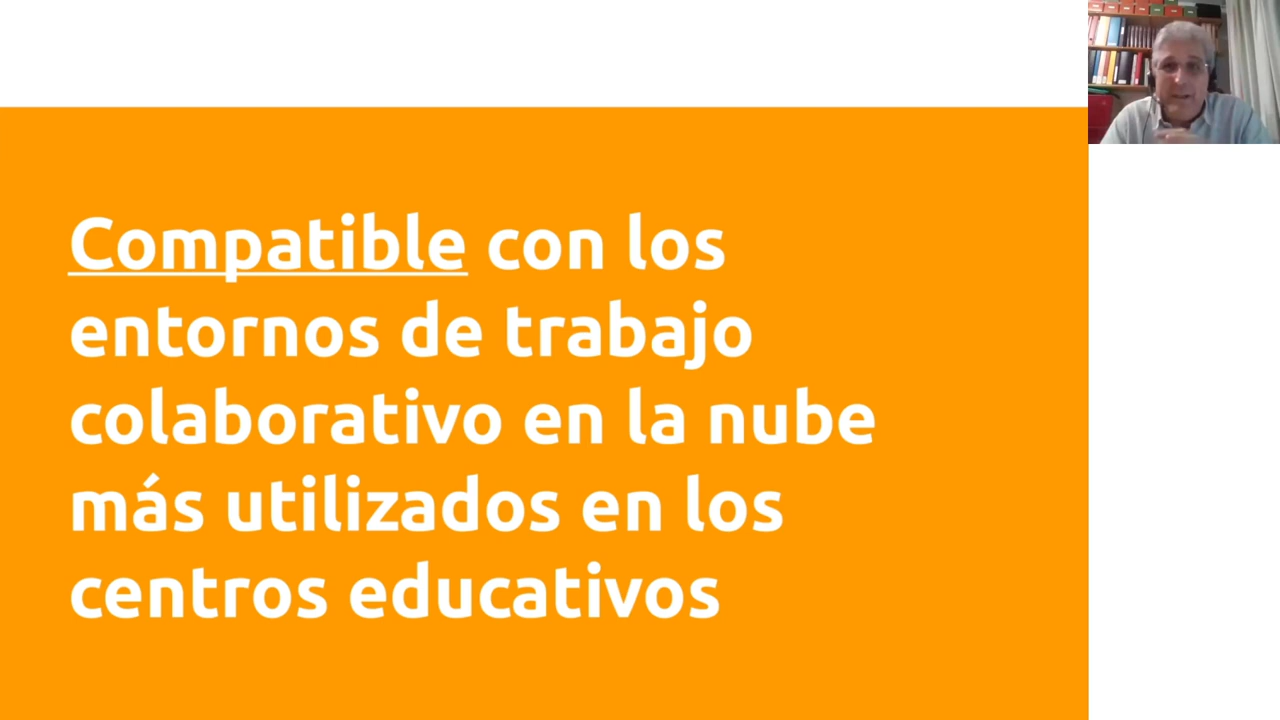 Compatible con los
entornos de trabajo
colaborativo en la nube
más utilizados en los
centros educativos